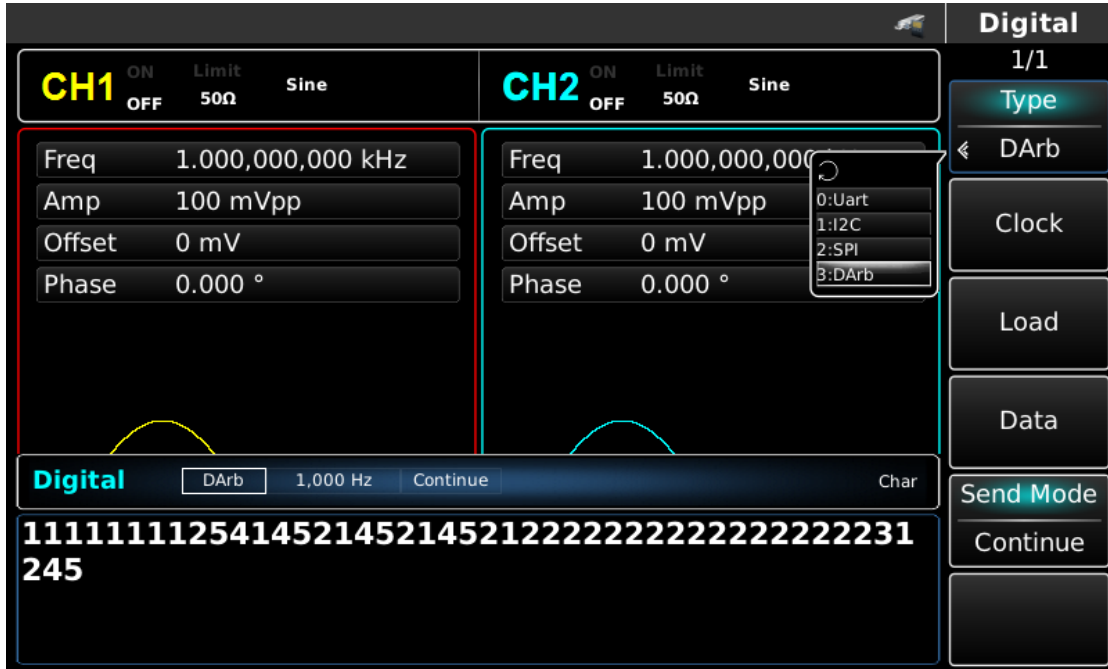 Digital
1/1
CH1 ON OFF Limit 50Ω Sine
CH2 ON OFF Limit 50Ω Sine
Type
DArb
Freq 1.000,000,000 kHz
Amp 100 mVpp
Offset 0 mV
Phase 0.000 °
Freq 1.000,000,000
Amp 100 mVpp
Offset 0 mV
Phase 0.000 °
0:Uart
1:I2C
2:SPI
3:DArb
Clock
Load
Data
Send Mode
Continue
Digital DArb 1,000 Hz Continue Char
11111111125414521452145212222222222222222231
245